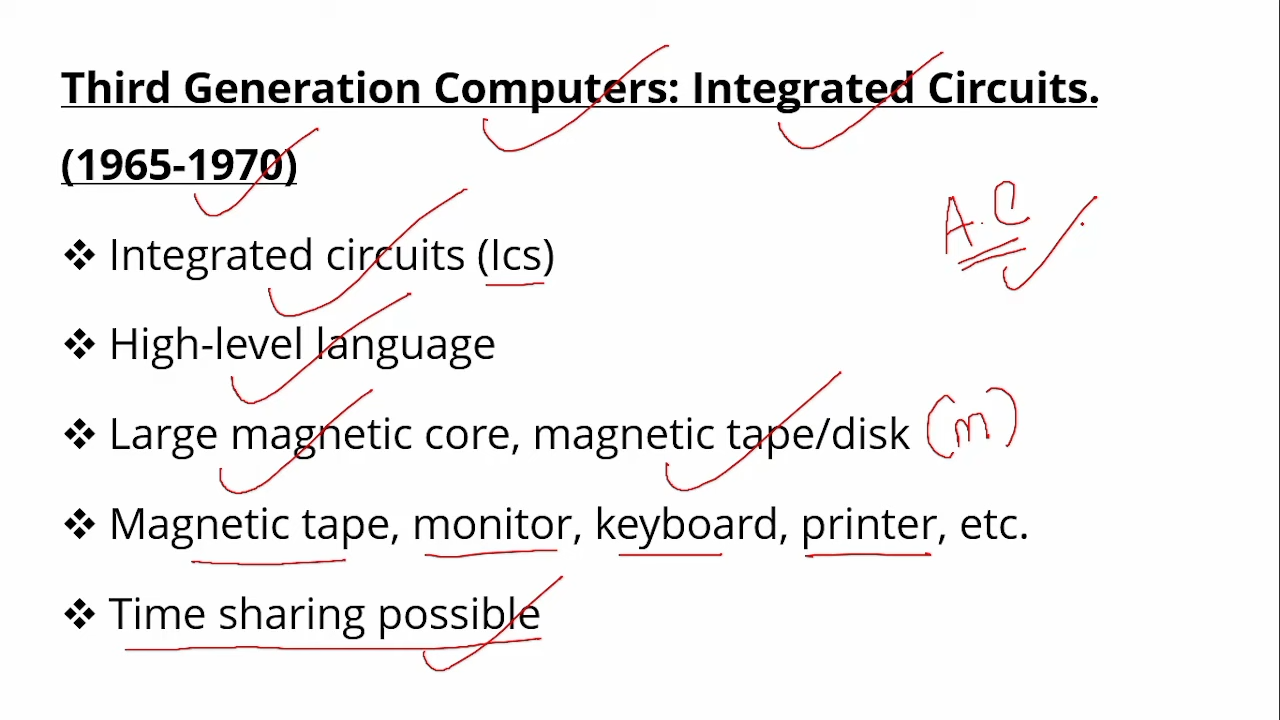 Third Generation Computers: Integrated Circuits.
(1965-1970)
A.C
❖ Integrated circuits (Ics)
❖ High-level language
❖ Large magnetic core, magnetic tape/disk (m)
❖ Magnetic tape, monitor, keyboard, printer, etc.
❖ Time sharing possible